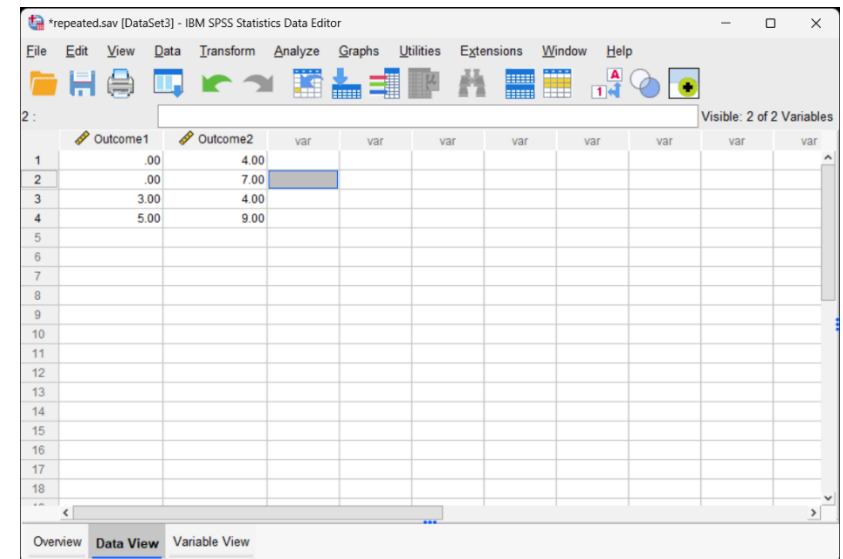 *repeated.sav [DataSet3] - IBM SPSS Statistics Data Editor
File Edit View Data Transform Analyze Graphs Utilities Extensions Window Help
A
1
μ
2 :
Visible: 2 of 2 Variables
Outcome1 Outcome2 var var var var var var var var
1 .00 4.00
2 .00 7.00
3 3.00 4.00
4 5.00 9.00
5
6
7
8
9
10
11
12
13
14
15
16
17
18
Overview Data View Variable View